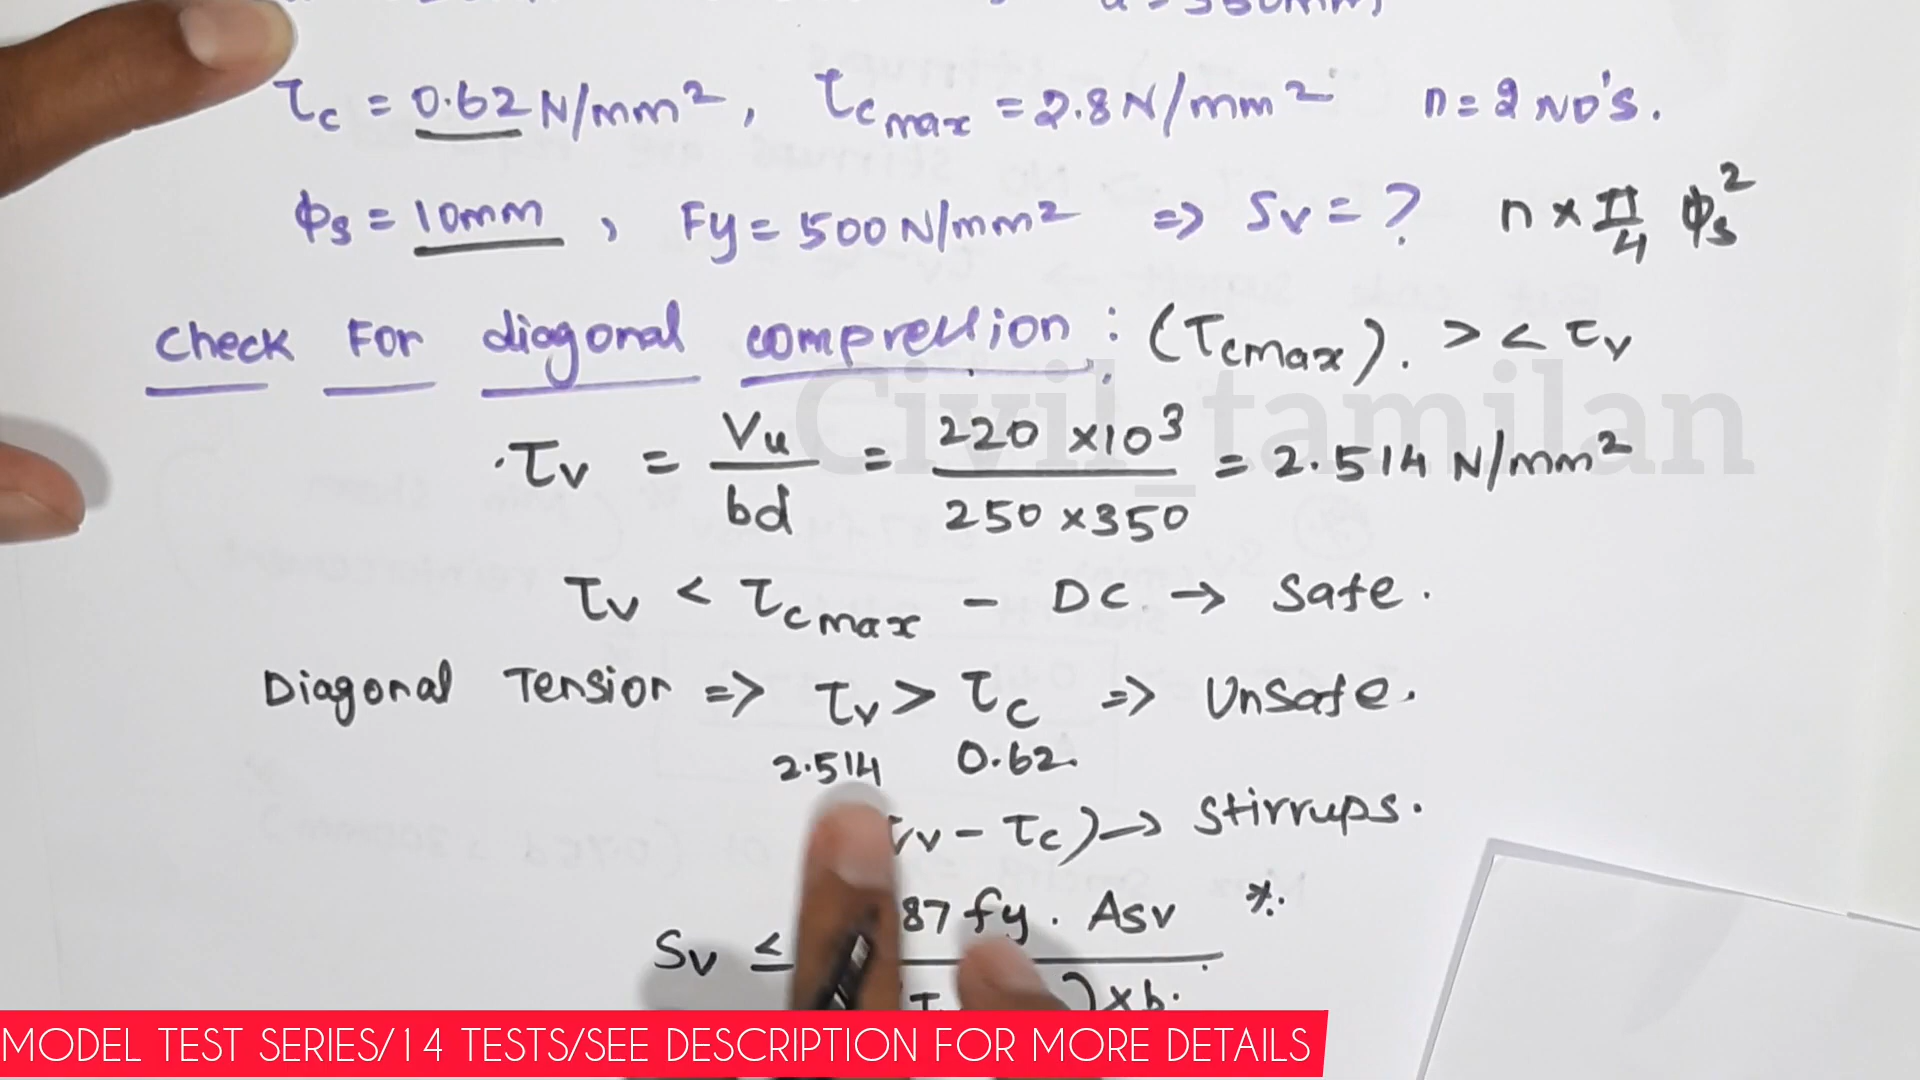 τc = 0.62 N/mm², τcmax = 2.8 N/mm² n = 2 NO'S.
ϕs = 10mm , Fy = 500 N/mm² => Sv = ? n × π/4 ϕs²
Check For diagonal compression : (τcmax). > < τv
τv = Vu/bd = 220 ×10³/250 ×350 = 2.514 N/mm²
τv < τcmax - DC. → Safe.
Diagonal Tension => τv > τc => Unsafe.
2.514 0.62.
v - τc) → Stirrups.
Sv ≤ 87 fy . Asv
) × b.
Civil_tamilan
MODEL TEST SERIES/14 TESTS/SEE DESCRIPTION FOR MORE DETAILS